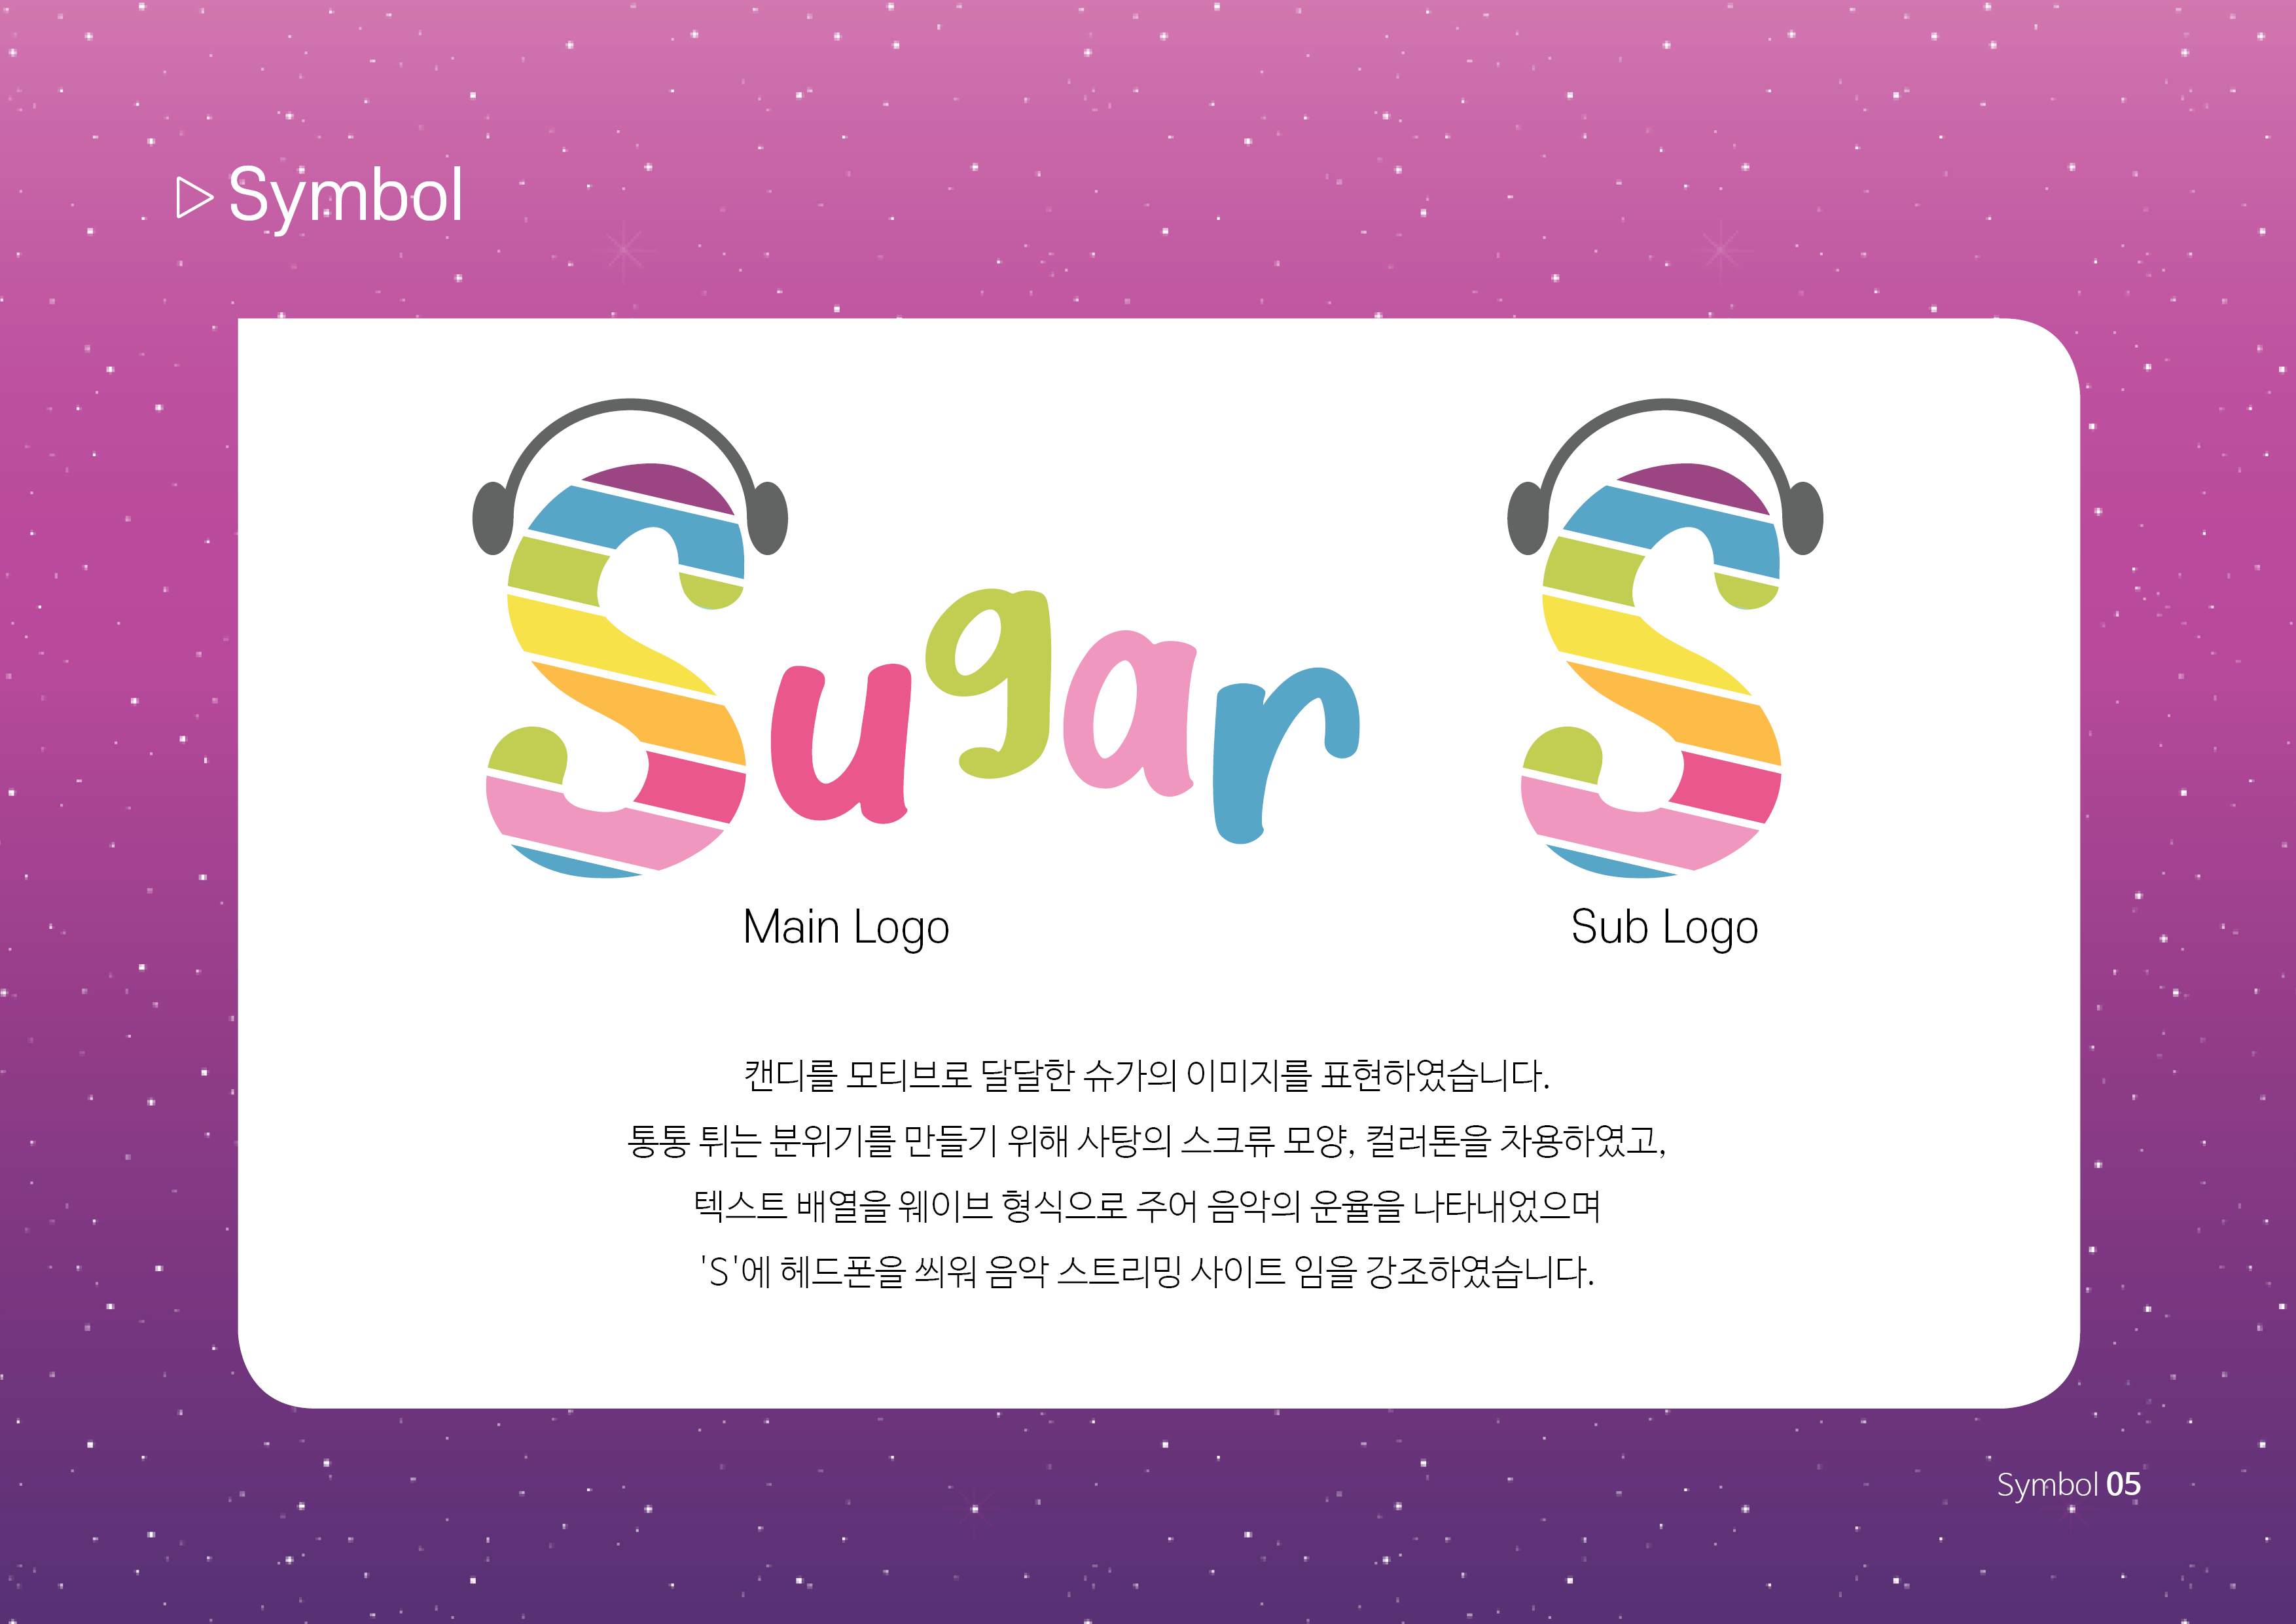 Symbol
Sugar
S
Main Logo
Sub Logo
캔디를 모티브로 달달한 슈가의 이미지를 표현하였습니다.
통통 튀는 분위기를 만들기 위해 사탕의 스크류 모양, 컬러톤을 차용하였고,
텍스트 배열을 웨이브 형식으로 주어 음악의 운율을 나타내었으며
'S'에 헤드폰을 씌워 음악 스트리밍 사이트 임을 강조하였습니다.
Symbol 05